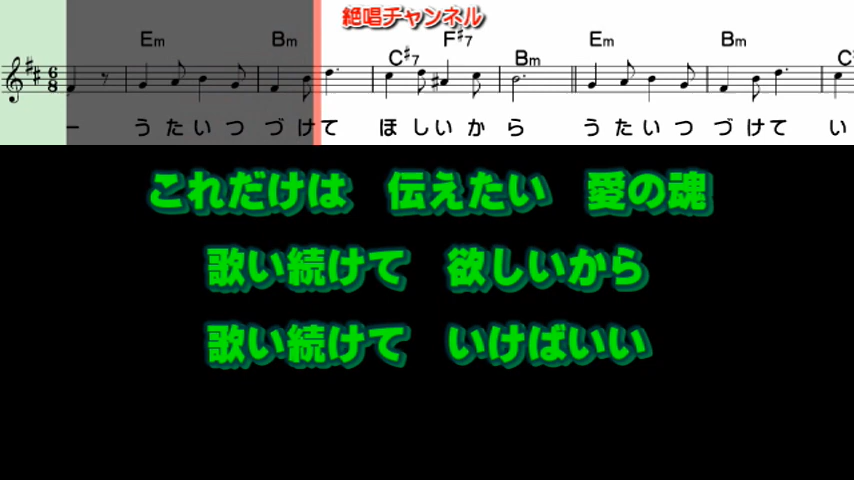 絶唱チャンネル
Em Bm C#7 F#7 Bm Em Bm C
6
8
ー うたいつ づけて ほしいか ら うたいつ づけて い
これだけは 伝えたい 愛の魂
歌い続けて 欲しいから
歌い続けて いけばいい